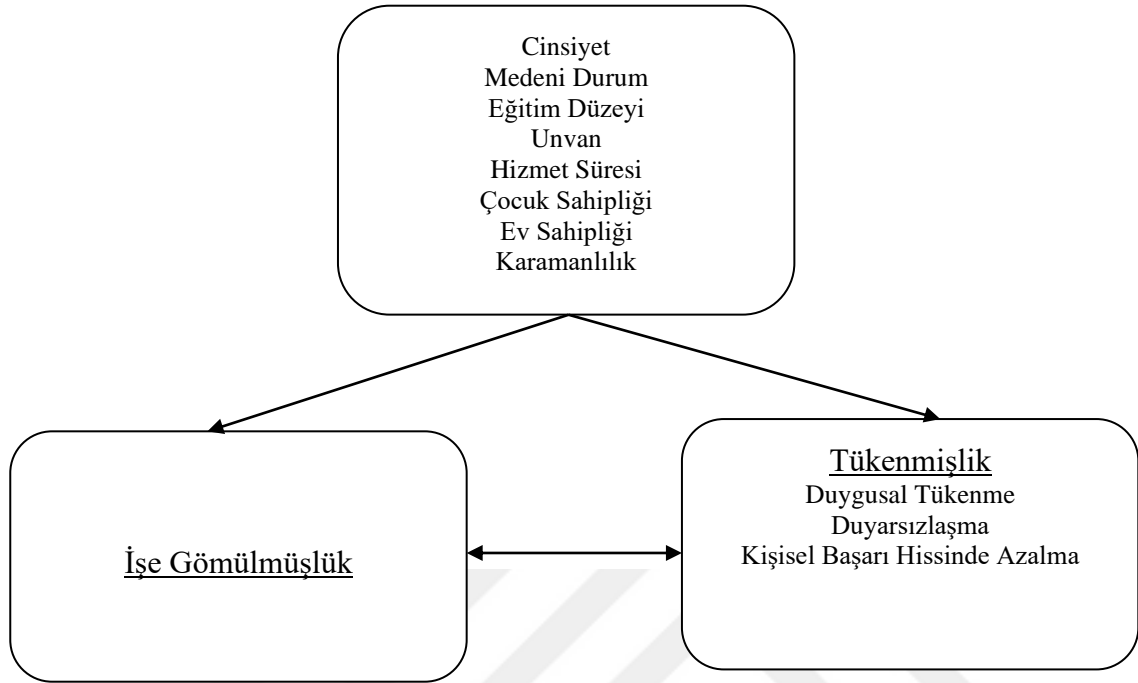 Cinsiyet
Medeni Durum
Eğitim Düzeyi
Unvan
Hizmet Süresi
Çocuk Sahipliği
Ev Sahipliği
Karamanlılık
İşe Gömülmüşlük
Tükenmişlik
Duygusal Tükenme
Duyarsızlaşma
Kişisel Başarı Hissinde Azalma